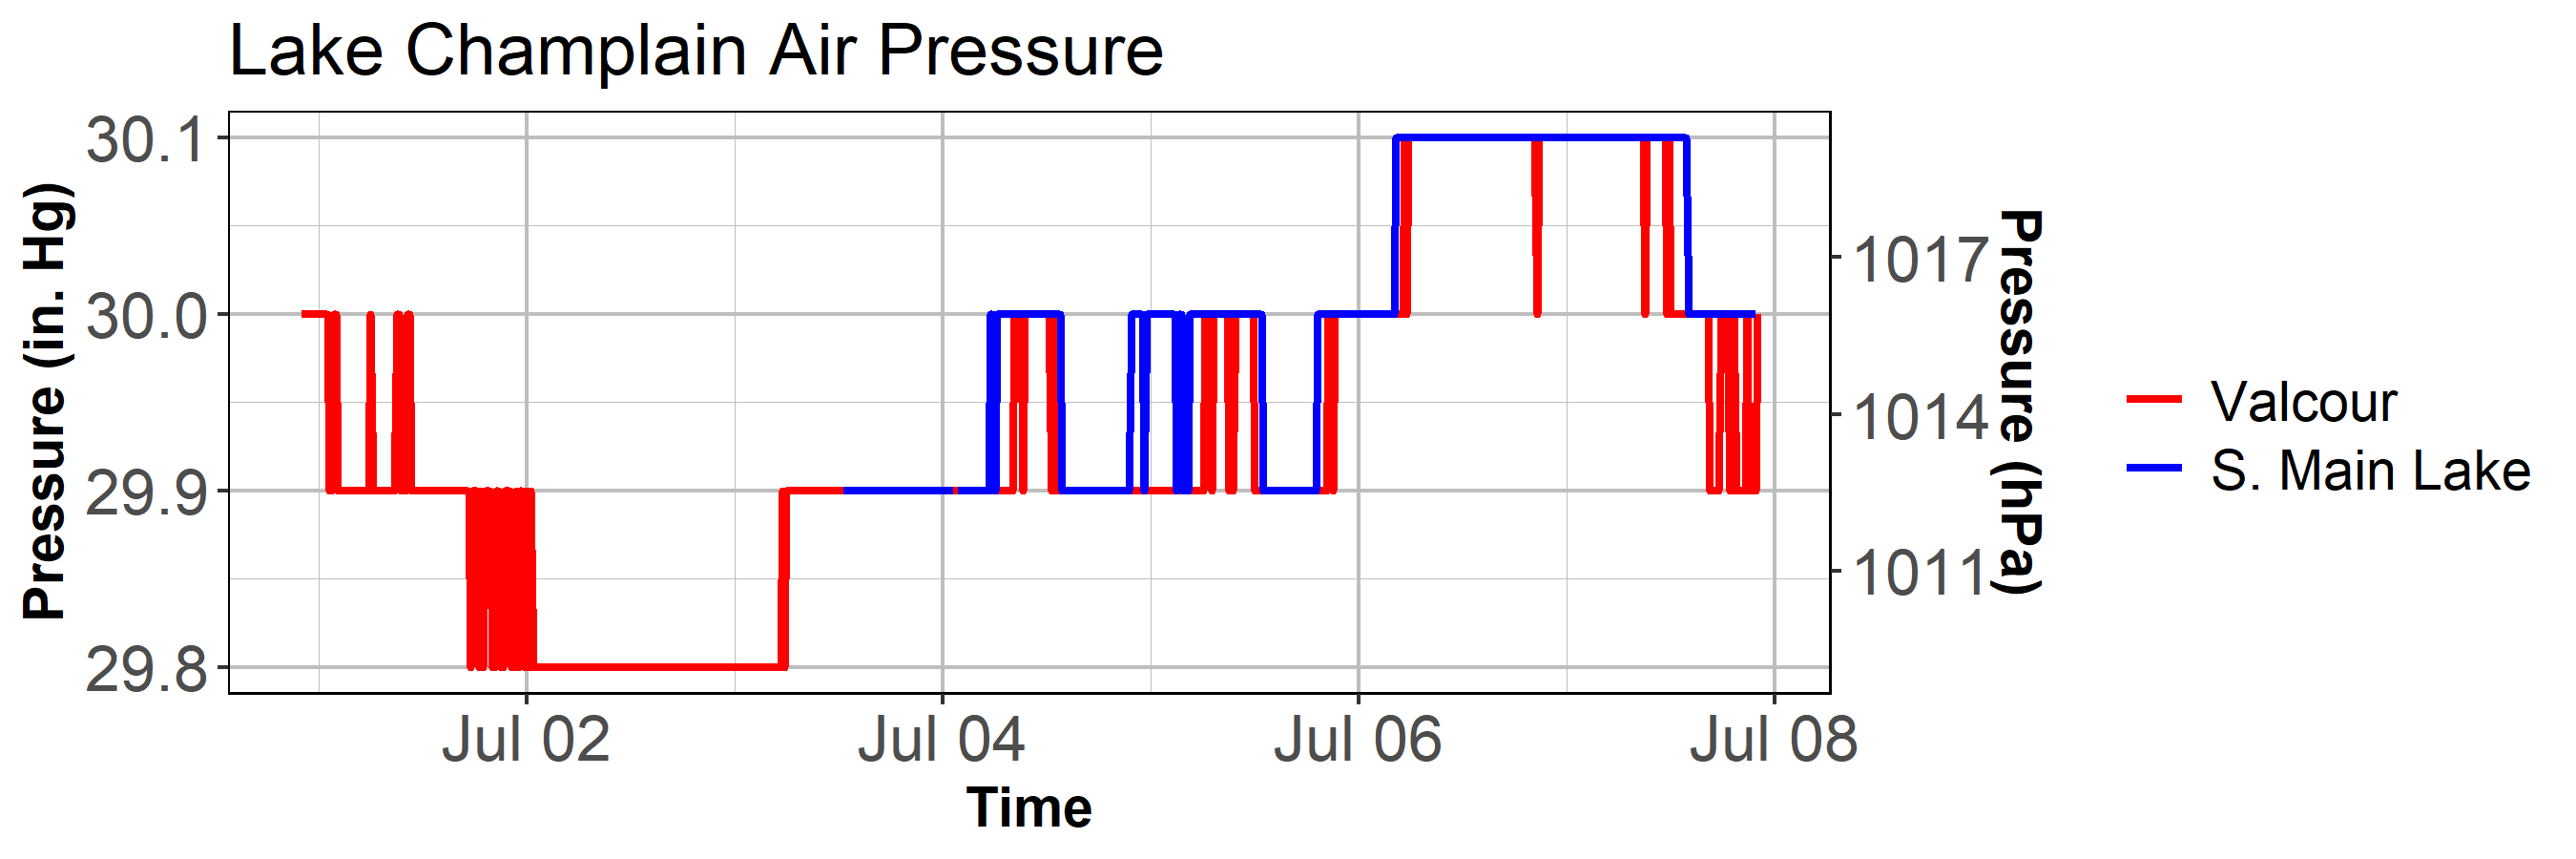 Lake Champlain Air Pressure
Pressure (in. Hg)
30.1
30.0
29.9
29.8
Jul 02 Jul 04 Jul 06 Jul 08
Time
1017
1014
1011
Pressure (hPa)
Valcour
S. Main Lake